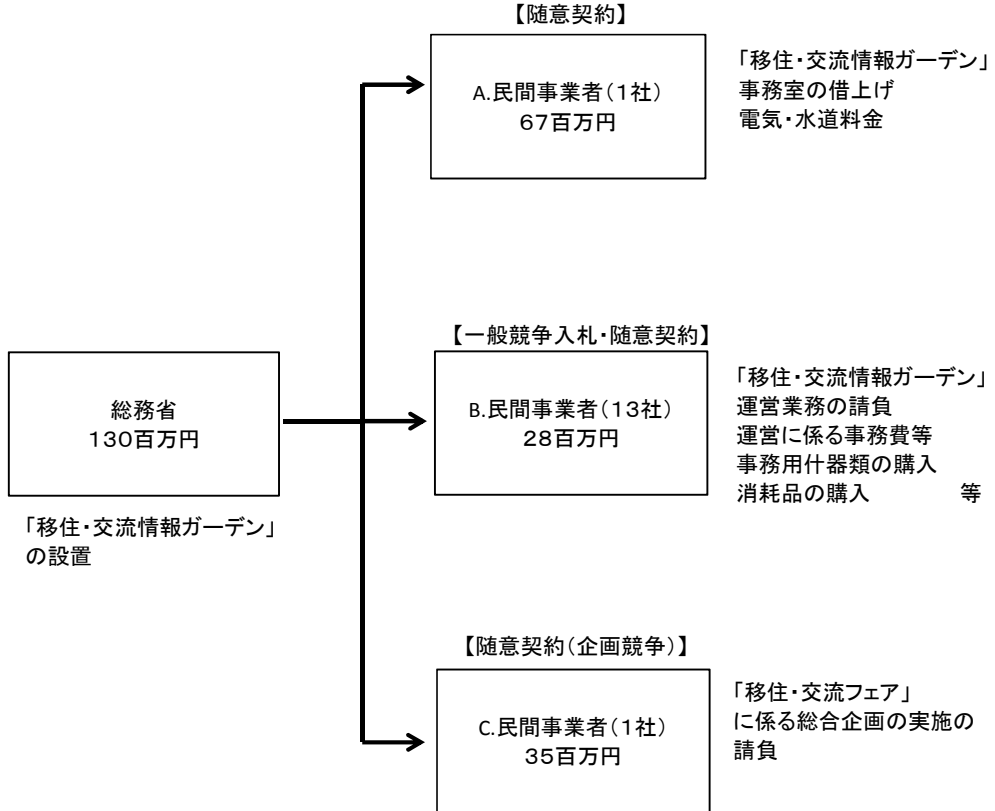 【随意契約】
A.民間事業者(1社)
67百万円
「移住・交流情報ガーデン」
事務室の借上げ
電気・水道料金
【一般競争入札・随意契約】
総務省
130百万円
「移住・交流情報ガーデン」
の設置
B.民間事業者(13社)
28百万円
「移住・交流情報ガーデン」
運営業務の請負
運営に係る事務費等
事務用什器類の購入
消耗品の購入 等
【随意契約(企画競争)】
C.民間事業者(1社)
35百万円
「移住・交流フェア」
に係る総合企画の実施の
請負